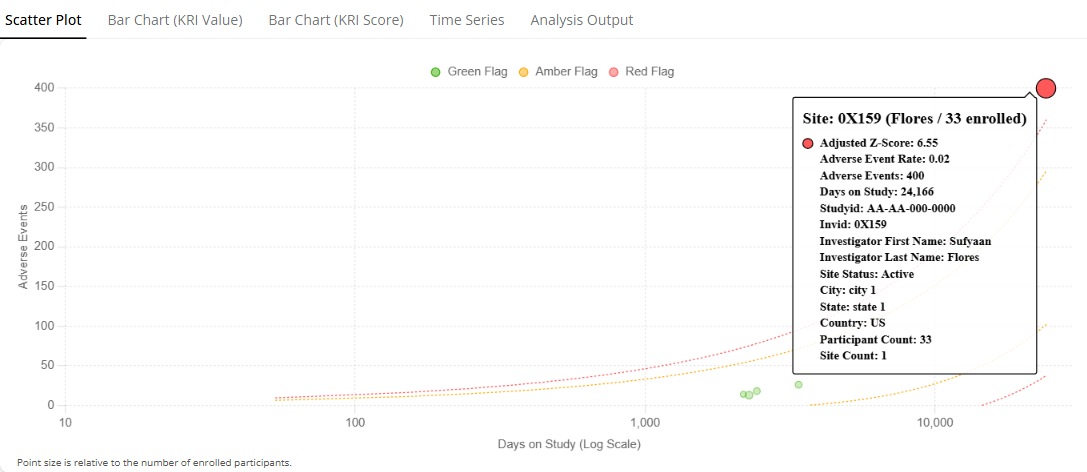 Scatter Plot Bar Chart (KRI Value) Bar Chart (KRI Score) Time Series Analysis Output
Green Flag Amber Flag Red Flag
400
350
300
250
200
150
100
50
0
Adverse Events
Site: 0X159 (Flores / 33 enrolled)
Adjusted Z-Score: 6.55
Adverse Event Rate: 0.02
Adverse Events: 400
Days on Study: 24,166
Studyid: AA-AA-000-0000
Invid: 0X159
Investigator First Name: Sufyaan
Investigator Last Name: Flores
Site Status: Active
City: city 1
State: state 1
Country: US
Participant Count: 33
Site Count: 1
10 100 1,000 10,000
Days on Study (Log Scale)
Point size is relative to the number of enrolled participants.